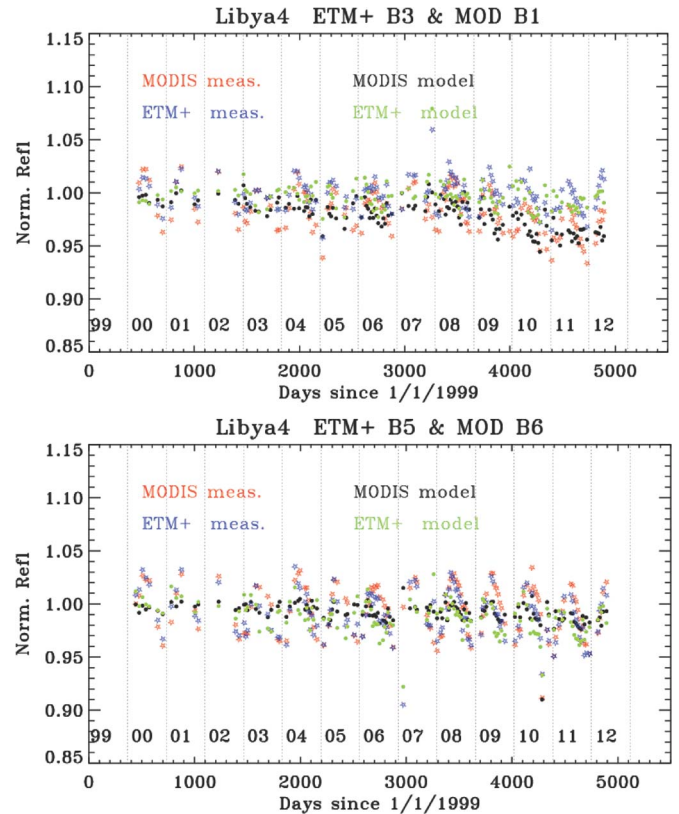 Libya4 ETM+ B3 & MOD B1
1.15
1.10
1.05
1.00
0.95
0.90
0.85
Norm. Refl
MODIS meas. MODIS model
ETM+ meas. ETM+ model
99 00 01 02 03 04 05 06 07 08 09 10 11 12
0 1000 2000 3000 4000 5000
Days since 1/1/1999
Libya4 ETM+ B5 & MOD B6
1.15
1.10
1.05
1.00
0.95
0.90
0.85
Norm. Refl
MODIS meas. MODIS model
ETM+ meas. ETM+ model
99 00 01 02 03 04 05 06 07 08 09 10 11 12
0 1000 2000 3000 4000 5000
Days since 1/1/1999